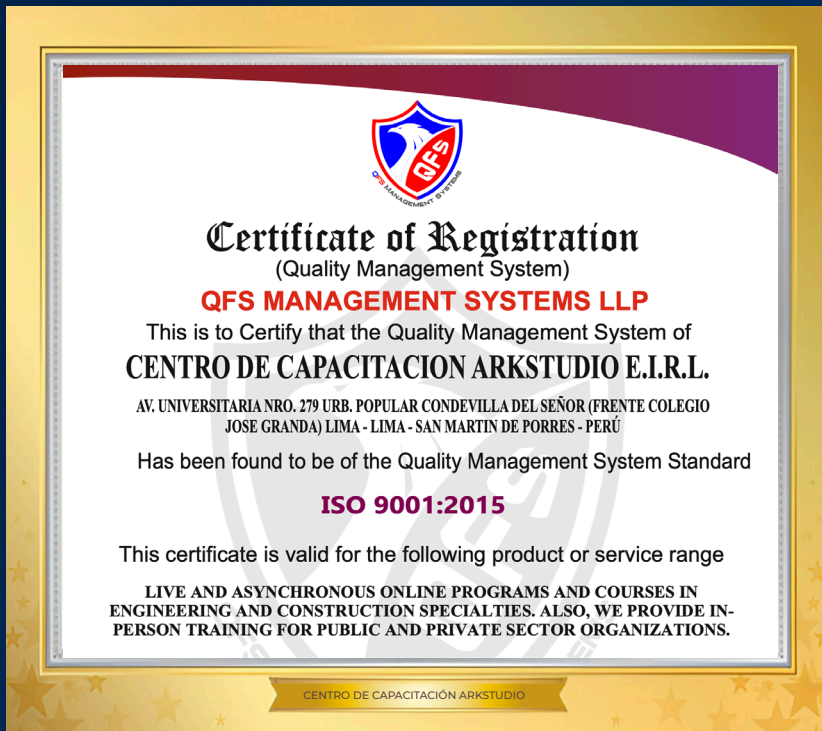 QFS
QFS MANAGEMENT SYSTEMS
Certificate of Registration
(Quality Management System)
QFS MANAGEMENT SYSTEMS LLP
This is to Certify that the Quality Management System of
CENTRO DE CAPACITACION ARKSTUDIO E.I.R.L.
AV. UNIVERSITARIA NRO. 279 URB. POPULAR CONDEVILLA DEL SEÑOR (FRENTE COLEGIO
JOSE GRANDA) LIMA - LIMA - SAN MARTIN DE PORRES - PERÚ
Has been found to be of the Quality Management System Standard
ISO 9001:2015
This certificate is valid for the following product or service range
LIVE AND ASYNCHRONOUS ONLINE PROGRAMS AND COURSES IN
ENGINEERING AND CONSTRUCTION SPECIALTIES. ALSO, WE PROVIDE IN-
PERSON TRAINING FOR PUBLIC AND PRIVATE SECTOR ORGANIZATIONS.
CENTRO DE CAPACITACIÓN ARKSTUDIO